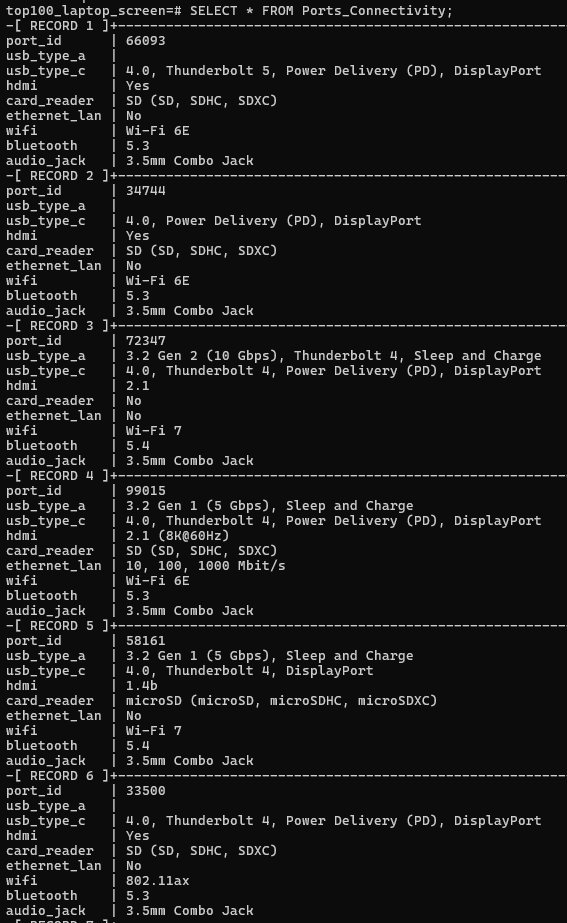 top100_laptop_screen=# SELECT * FROM Ports_Connectivity;
-[ RECORD 1 ]+--------------------------------------------------------
port_id      | 66093
usb_type_a   |
usb_type_c   | 4.0, Thunderbolt 5, Power Delivery (PD), DisplayPort
hdmi         | Yes
card_reader  | SD (SD, SDHC, SDXC)
ethernet_lan | No
wifi         | Wi-Fi 6E
bluetooth    | 5.3
audio_jack   | 3.5mm Combo Jack
-[ RECORD 2 ]+--------------------------------------------------------
port_id      | 34744
usb_type_a   |
usb_type_c   | 4.0, Power Delivery (PD), DisplayPort
hdmi         | Yes
card_reader  | SD (SD, SDHC, SDXC)
ethernet_lan | No
wifi         | Wi-Fi 6E
bluetooth    | 5.3
audio_jack   | 3.5mm Combo Jack
-[ RECORD 3 ]+--------------------------------------------------------
port_id      | 72347
usb_type_a   | 3.2 Gen 2 (10 Gbps), Thunderbolt 4, Sleep and Charge
usb_type_c   | 4.0, Thunderbolt 4, Power Delivery (PD), DisplayPort
hdmi         | 2.1
card_reader  | No
ethernet_lan | No
wifi         | Wi-Fi 7
bluetooth    | 5.4
audio_jack   | 3.5mm Combo Jack
-[ RECORD 4 ]+--------------------------------------------------------
port_id      | 99015
usb_type_a   | 3.2 Gen 1 (5 Gbps), Sleep and Charge
usb_type_c   | 4.0, Thunderbolt 4, Power Delivery (PD), DisplayPort
hdmi         | 2.1 (8K@60Hz)
card_reader  | SD (SD, SDHC, SDXC)
ethernet_lan | 10, 100, 1000 Mbit/s
wifi         | Wi-Fi 6E
bluetooth    | 5.3
audio_jack   | 3.5mm Combo Jack
-[ RECORD 5 ]+--------------------------------------------------------
port_id      | 58161
usb_type_a   | 3.2 Gen 1 (5 Gbps), Sleep and Charge
usb_type_c   | 4.0, Thunderbolt 4, DisplayPort
hdmi         | 1.4b
card_reader  | microSD (microSD, microSDHC, microSDXC)
ethernet_lan | No
wifi         | Wi-Fi 7
bluetooth    | 5.4
audio_jack   | 3.5mm Combo Jack
-[ RECORD 6 ]+--------------------------------------------------------
port_id      | 33500
usb_type_a   |
usb_type_c   | 4.0, Thunderbolt 4, Power Delivery (PD), DisplayPort
hdmi         | Yes
card_reader  | SD (SD, SDHC, SDXC)
ethernet_lan | No
wifi         | 802.11ax
bluetooth    | 5.3
audio_jack   | 3.5mm Combo Jack